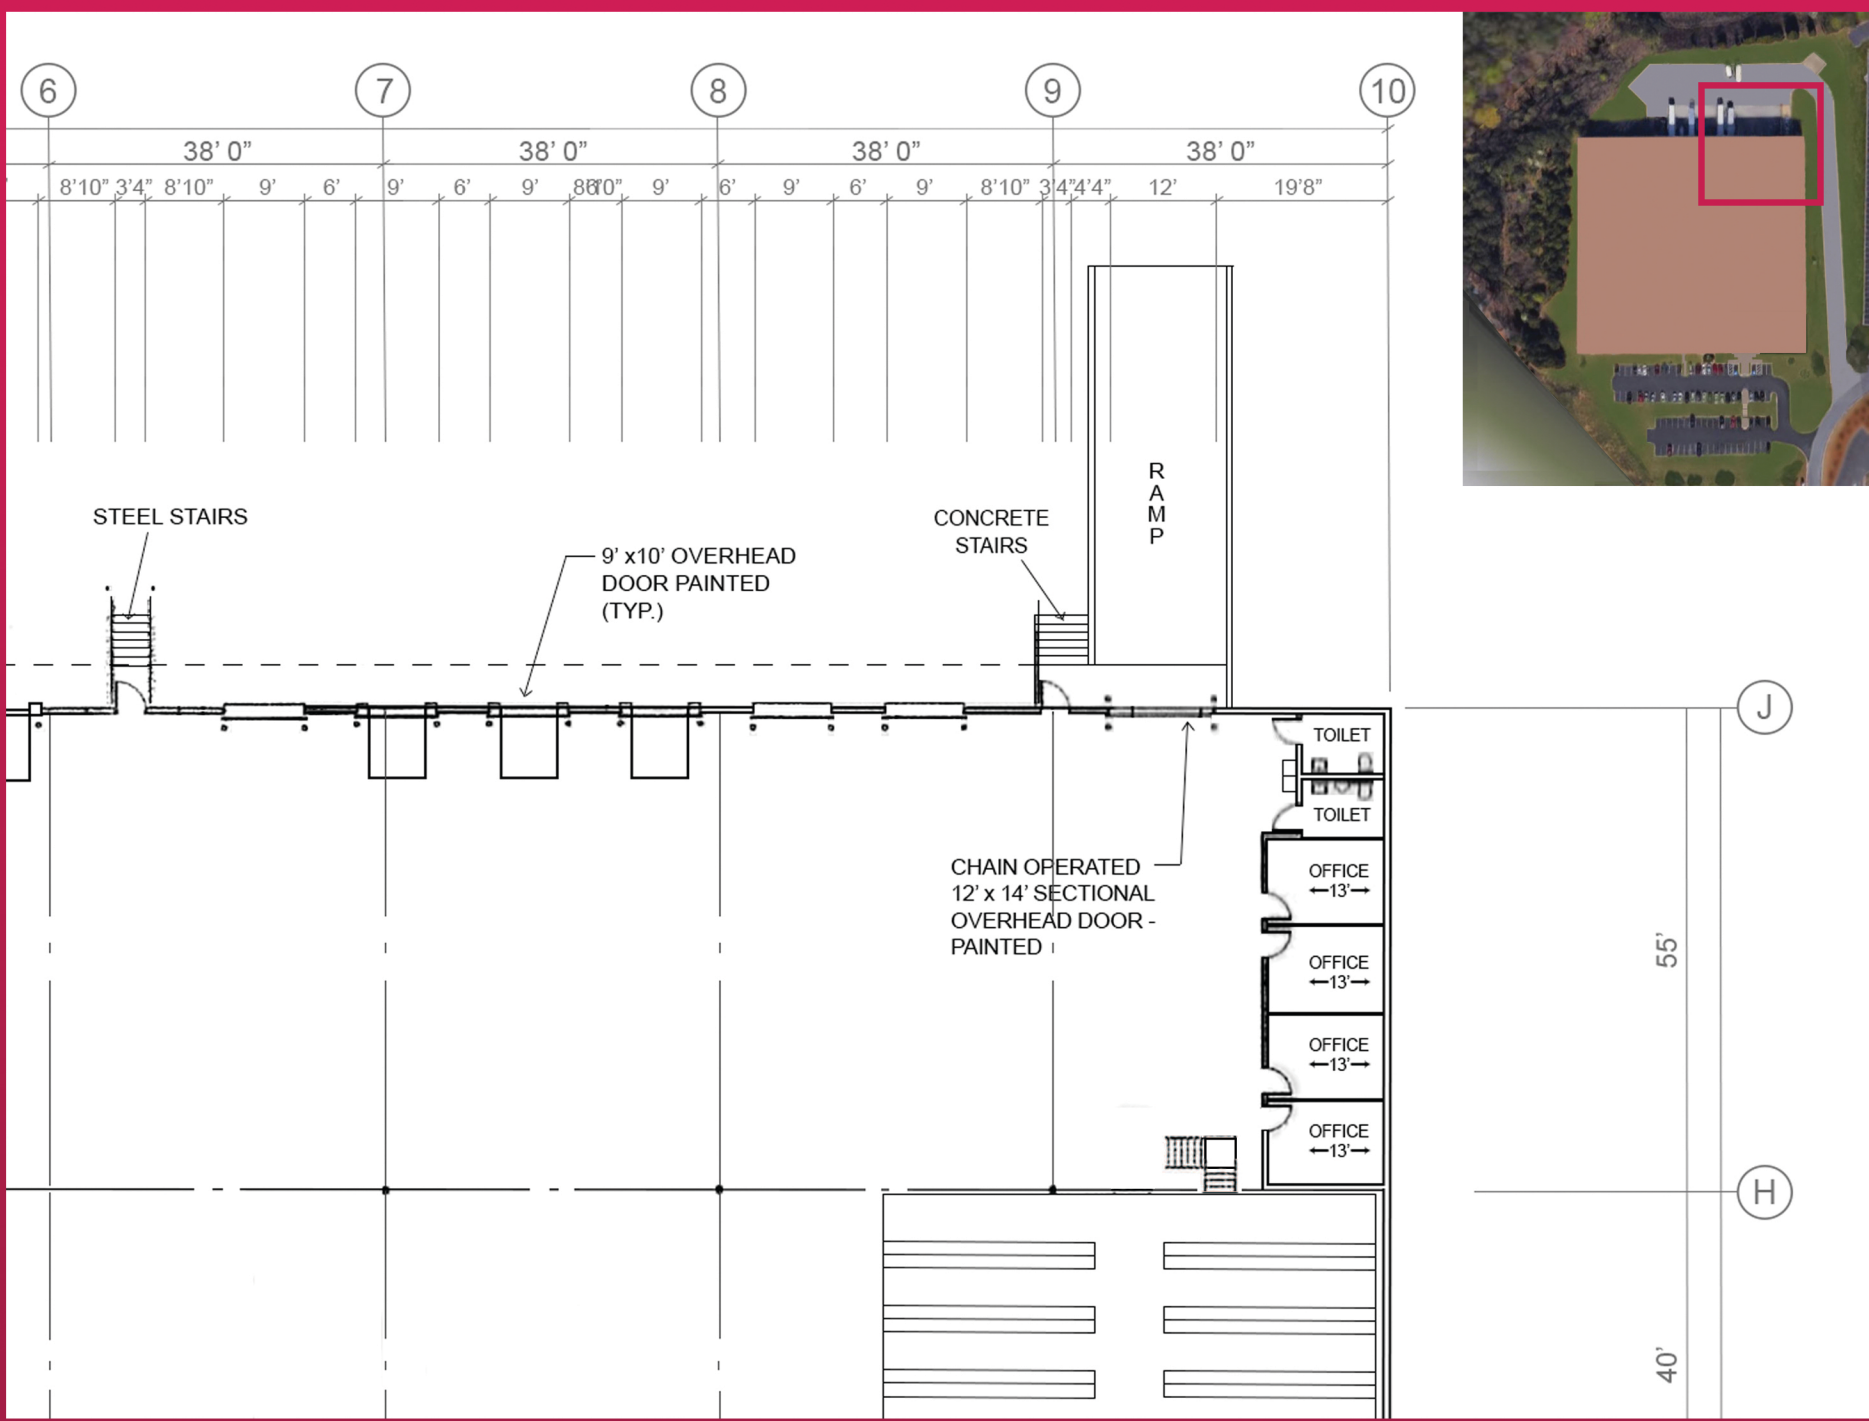 6 7 8 9 10
38' 0” 38' 0” 38' 0” 38' 0”
8'10” 3'4” 8'10” 9' 6' 9' 6' 9' 9' 6' 9' 6' 9' 8'10” 3'4” 4'4” 12' 19'8”
RAMP
STEEL STAIRS
9' x10' OVERHEAD
DOOR PAINTED
(TYP.)
CONCRETE
STAIRS
J
TOILET
TOILET
CHAIN OPERATED
12' x 14' SECTIONAL
OVERHEAD DOOR -
PAINTED
OFFICE
13'
OFFICE
13'
OFFICE
13'
OFFICE
13'
55'
H
40'